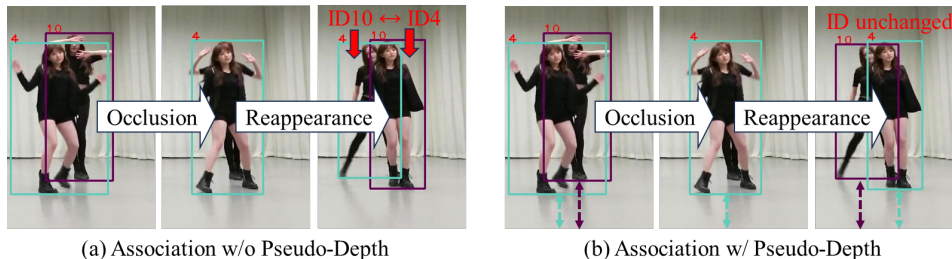 ID10 ↔ ID4
ID unchanged
10
4
10
4
10
4
4
4
10
4
Occlusion
Reappearance
Occlusion
Reappearance
(a) Association w/o Pseudo-Depth
(b) Association w/ Pseudo-Depth